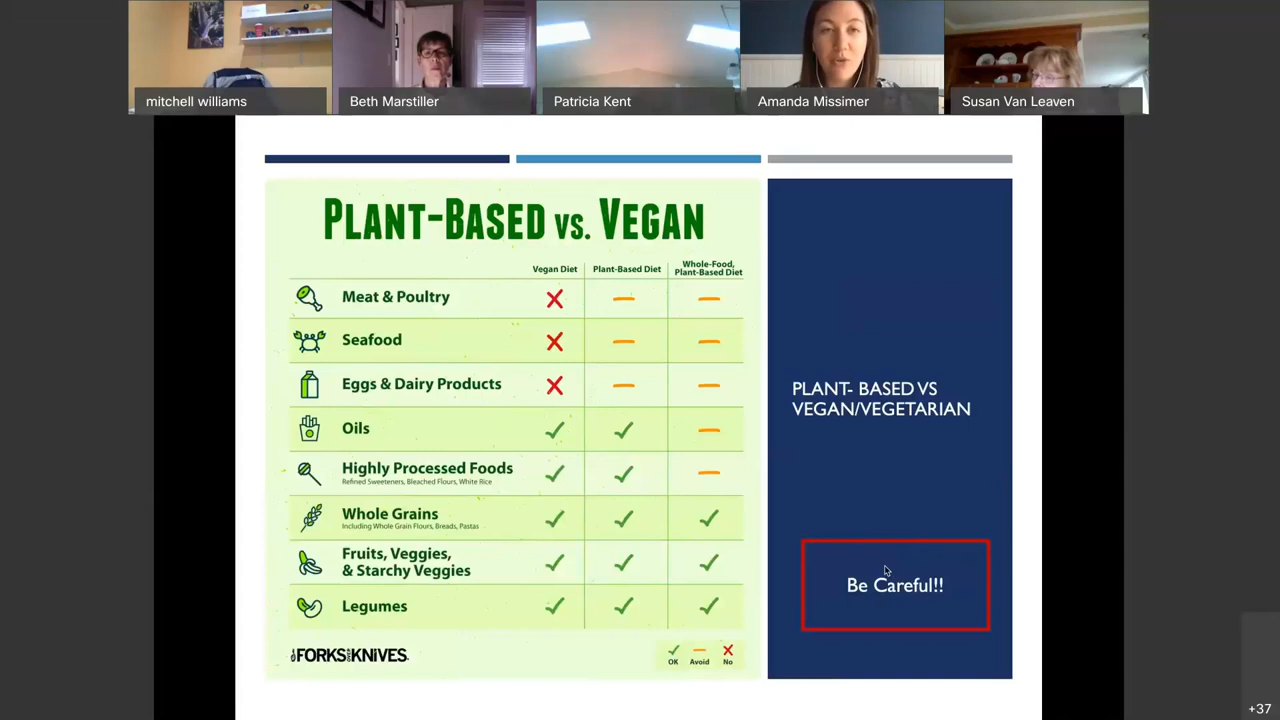 mitchell williams
Beth Marstiller
Patricia Kent
Amanda Missimer
Susan Van Leaven
PLANT-BASED VS. VEGAN
Vegan Diet
Plant-Based Diet
Whole-Food,
Plant-Based Diet
Meat & Poultry
Seafood
Eggs & Dairy Products
Oils
Highly Processed Foods
Refined Sweeteners, Bleached Flours, White Rice
Whole Grains
Including Whole Grain Flours, Breads, Pastas
Fruits, Veggies,
& Starchy Veggies
Legumes
FORKS OVER KNIVES
OK
Avoid
No
PLANT- BASED VS
VEGAN/VEGETARIAN
Be Careful!!
+37